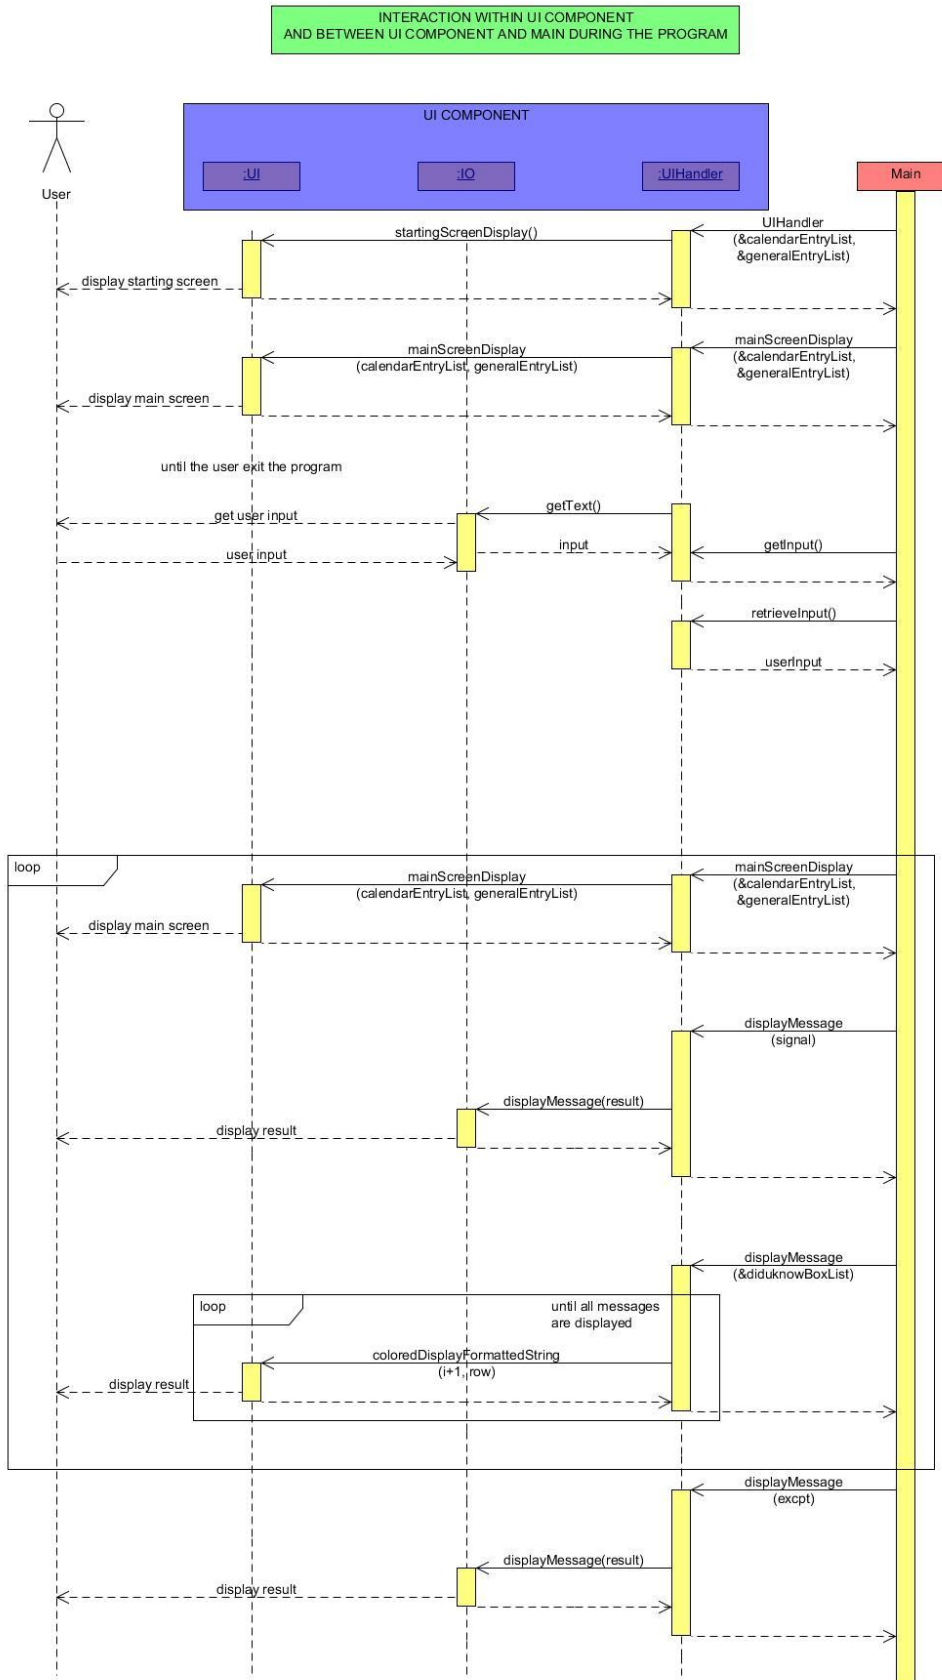 INTERACTION WITHIN UI COMPONENT
AND BETWEEN UI COMPONENT AND MAIN DURING THE PROGRAM
UI COMPONENT
:UI
:IO
:UIHandler
Main
User
UIHandler
(&calendarEntryList,
&generalEntryList)
startingScreenDisplay()
display starting screen
mainScreenDisplay
(&calendarEntryList,
&generalEntryList)
mainScreenDisplay
(calendarEntryList, generalEntryList)
display main screen
until the user exit the program
getText()
get user input
getInput()
input
user input
retrieveInput()
userInput
loop
mainScreenDisplay
(&calendarEntryList,
&generalEntryList)
mainScreenDisplay
(calendarEntryList, generalEntryList)
display main screen
displayMessage
(signal)
displayMessage(result)
display result
displayMessage
(&diduknowBoxList)
loop
until all messages
are displayed
coloredDisplayFormattedString
(i+1, row)
display result
displayMessage
(excpt)
displayMessage(result)
display result